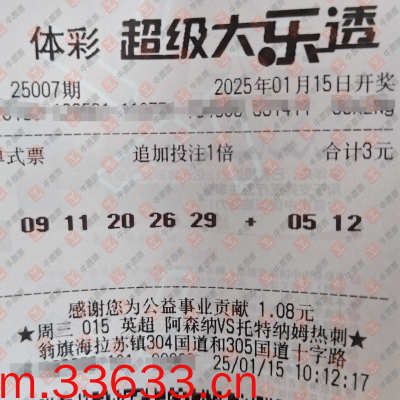 体彩 超级大乐透
25007期 2025年01月15日开奖
单式票 追加投注1倍 合计3元
09 11 20 26 29 + 05 12
感谢您为公益事业贡献 1.08元
★周三 015 英超 阿森纳VS托特纳姆热刺★
翁旗海拉苏镇304国道和305国道十字路
25/01/15 10:12:17
m.33633.cn